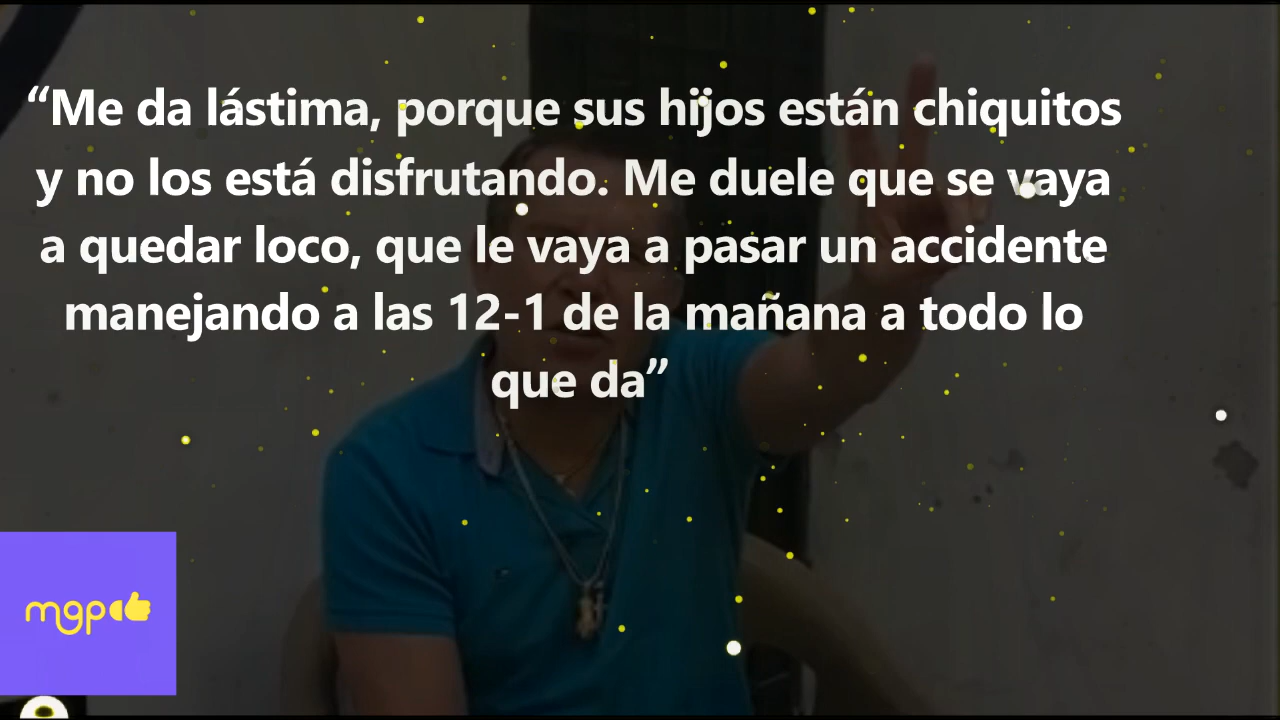 “Me da lástima, porque sus hijos están chiquitos
y no los está disfrutando. Me duele que se vaya
a quedar loco, que le vaya a pasar un accidente
manejando a las 12-1 de la mañana a todo lo
que da”
mgp